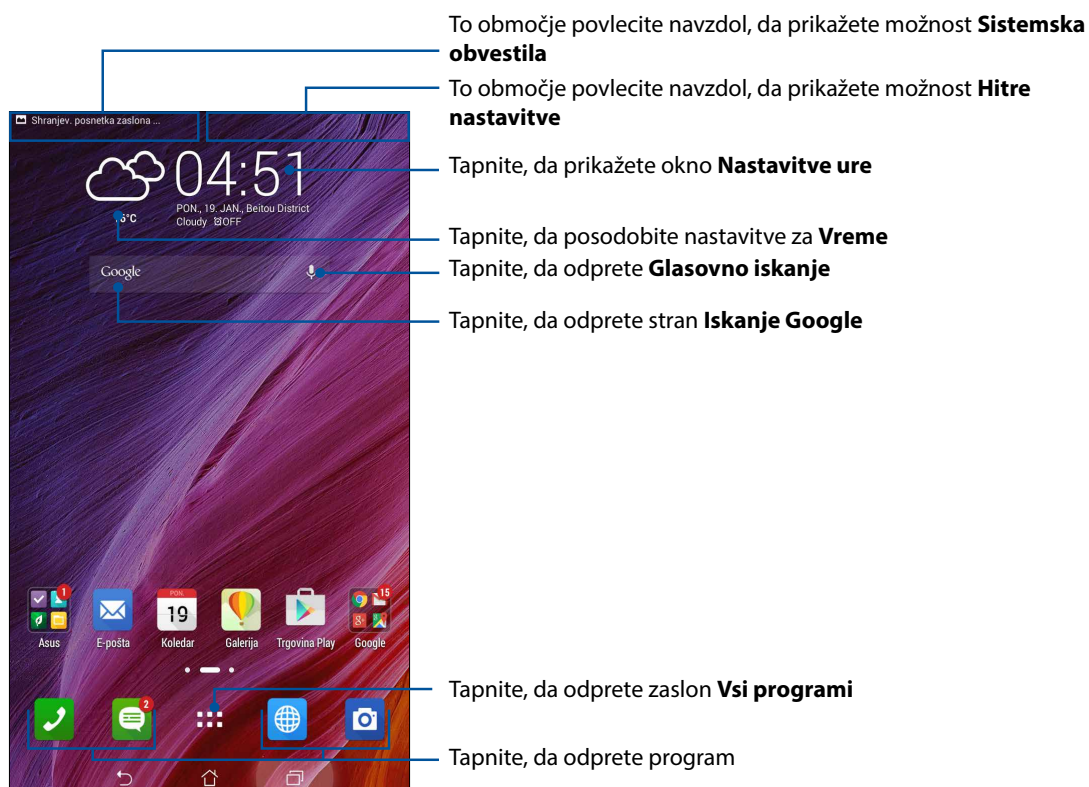 To območje povlecite navzdol, da prikažete možnost Sistemska
obvestila
To območje povlecite navzdol, da prikažete možnost Hitre
nastavitve
Shranjev. posnetka zaslona ...
04:51
Tapnite, da prikažete okno Nastavitve ure
PON., 19. JAN., Beitou District
Cloudy OFF
Tapnite, da posodobite nastavitve za Vreme
Google
Tapnite, da odprete Glasovno iskanje
Tapnite, da odprete stran Iskanje Google
1
PON.
19
15
Asus
E-pošta
Koledar
Galerija
Trgovina Play
Google
Tapnite, da odprete zaslon Vsi programi
2
Tapnite, da odprete program